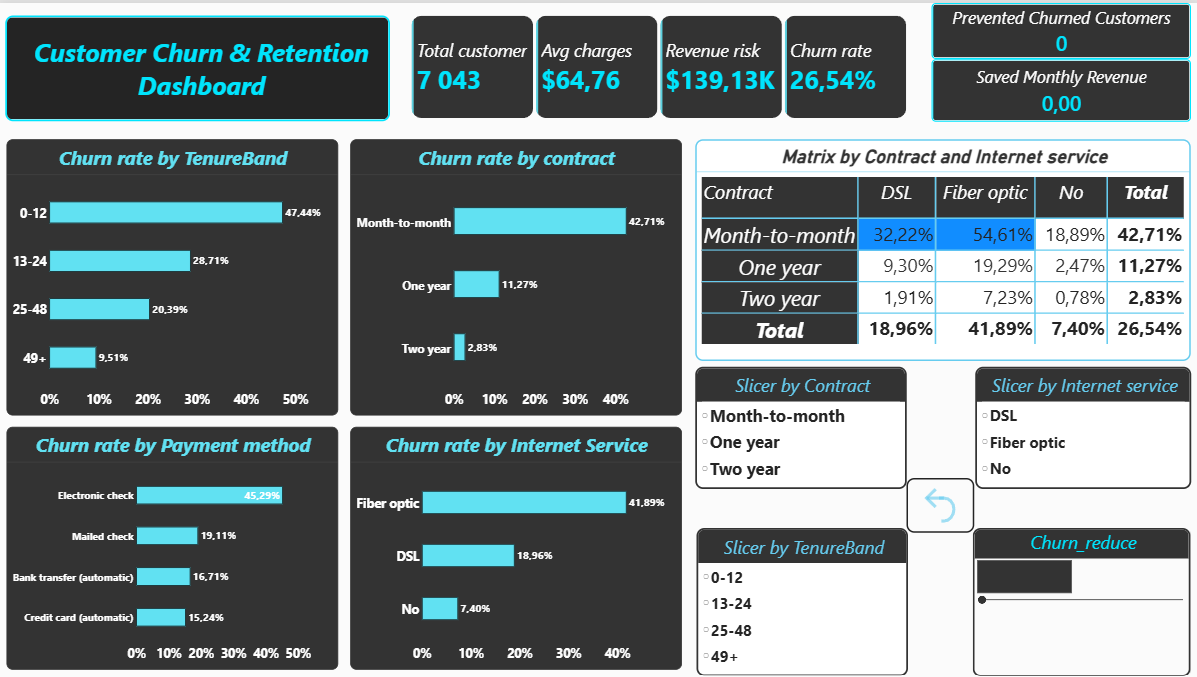 Customer Churn & Retention
Dashboard
Total customer
7 043
Avg charges
$64,76
Revenue risk
$139,13K
Churn rate
26,54%
Prevented Churned Customers
0
Saved Monthly Revenue
0,00
Churn rate by TenureBand
0-12 47,44%
13-24 28,71%
25-48 20,39%
49+ 9,51%
0% 10% 20% 30% 40% 50%
Churn rate by contract
Month-to-month 42,71%
One year 11,27%
Two year 2,83%
0% 10% 20% 30% 40%
Matrix by Contract and Internet service
Contract DSL Fiber optic No Total
Month-to-month 32,22% 54,61% 18,89% 42,71%
One year 9,30% 19,29% 2,47% 11,27%
Two year 1,91% 7,23% 0,78% 2,83%
Total 18,96% 41,89% 7,40% 26,54%
Churn rate by Payment method
Electronic check 45,29%
Mailed check 19,11%
Bank transfer (automatic) 16,71%
Credit card (automatic) 15,24%
0% 10% 20% 30% 40% 50%
Churn rate by Internet Service
Fiber optic 41,89%
DSL 18,96%
No 7,40%
0% 10% 20% 30% 40%
Slicer by Contract
Month-to-month
One year
Two year
Slicer by Internet service
DSL
Fiber optic
No
Slicer by TenureBand
0-12
13-24
25-48
49+
Churn_reduce